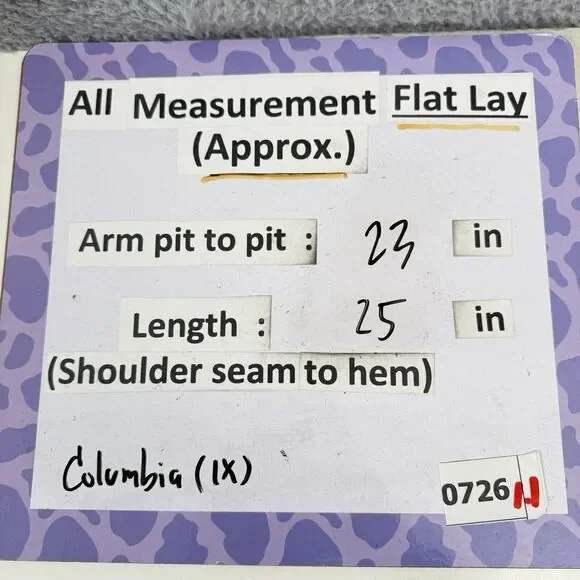 All Measurement Flat Lay
(Approx.)
Arm pit to pit : 23 in
Length : 25 in
(Shoulder seam to hem)
Columbia (1X)
0726 N